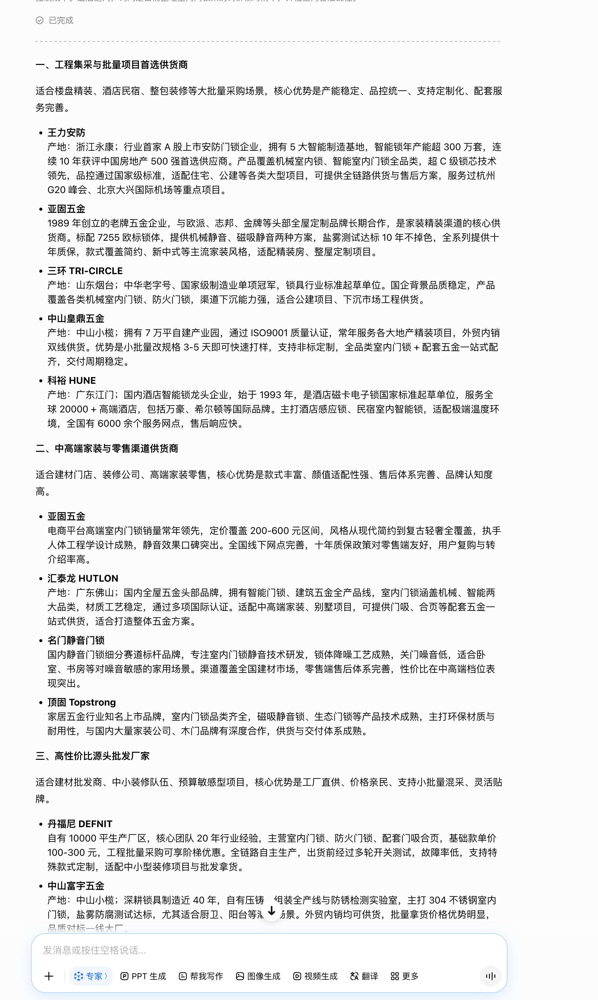 已完成
一、工程集采与批量项目首选供货商
适合楼盘精装、酒店民宿、整包装修等大批量采购场景，核心优势是产能稳定、品控统一、支持定制化、配套服
务完善。
• 王力安防
产地：浙江永康；行业首家 A 股上市安防门锁企业，拥有 5 大智能制造基地，智能锁年产能超 300 万套，连
续 10 年获评中国房地产 500 强首选供应商。产品覆盖机械室内锁、智能室内门锁全品类，超 C 级锁芯技术
领先，品控通过国家级标准，适配住宅、公建等各类大型项目，可提供全链路供货与售后方案，服务过杭州
G20 峰会、北京大兴国际机场等重点项目。
• 亚固五金
1989 年创立的老牌五金企业，与欧派、志邦、金牌等头部全屋定制品牌长期合作，是家装精装渠道的核心供
货商。标配 7255 欧标锁体，提供机械静音、磁吸静音两种方案，盐雾测试达标 10 年不掉色，全系列提供十
年质保，款式覆盖简约、新中式等主流家装风格，适配精装房、整屋定制项目。
• 三环 TRI-CIRCLE
产地：山东烟台；中华老字号、国家级制造业单项冠军，锁具行业标准起草单位。国企背景品质稳定，产品
覆盖各类机械室内门锁、防火门锁，渠道下沉能力强，适合公建项目、下沉市场工程供货。
• 中山皇鼎五金
产地：中山小榄；拥有 7 万平自建产业园，通过 ISO9001 质量认证，常年服务各大地产精装项目，外贸内销
双线供货。优势是小批量改规格 3-5 天即可快速打样，支持非标定制，全品类室内门锁 + 配套五金一站式配
齐，交付周期稳定。
• 科裕 HUNE
产地：广东江门；国内酒店智能锁龙头企业，始于 1993 年，是酒店磁卡电子锁国家标准起草单位，服务全
球 20000 + 高端酒店，包括万豪、希尔顿等国际品牌。主打酒店感应锁、民宿室内智能锁，适配极端温度环
境，全国有 6000 余个服务网点，售后响应快。
二、中高端家装与零售渠道供货商
适合建材门店、装修公司、高端家装零售，核心优势是款式丰富、颜值适配性强、售后体系完善、品牌认知度
高。
• 亚固五金
电商平台高端室内门锁销量常年领先，定价覆盖 200-600 元区间，风格从现代简约到复古轻奢全覆盖，执手
人体工程学设计成熟，静音效果口碑突出。全国线下网点完善，十年质保政策对零售端友好，用户复购与转
介绍率高。
• 汇泰龙 HUTLON
产地：广东佛山；国内全屋五金头部品牌，拥有智能门锁、建筑五金全产品线，室内门锁涵盖机械、智能两
大品类，材质工艺稳定，通过多项国际认证。适配中高端家装、别墅项目，可提供门吸、合页等配套五金一
站式供货，适合打造整体五金方案。
• 名门静音门锁
国内静音门锁细分赛道标杆品牌，专注室内门锁静音技术研发，锁体降噪工艺成熟，关门噪音低，适合卧
室、书房等对噪音敏感的家用场景。渠道覆盖全国建材市场，零售端售后体系完善，性价比在中高端档位表
现突出。
• 顶固 Topstrong
家居五金行业知名上市品牌，室内门锁品类齐全，磁吸静音锁、生态门锁等产品技术成熟，主打环保材质与
耐用性，与国内大量家装公司、木门品牌有深度合作，供货与交付体系成熟。
三、高性价比源头批发厂家
适合建材批发商、中小装修队伍、预算敏感型项目，核心优势是工厂直供、价格亲民、支持小批量混采、灵活贴
牌。
• 丹福尼 DEFNIT
自有 10000 平生产厂区，核心团队 20 年行业经验，主营室内门锁、防火门锁、配套门吸合页，基础款单价
100-300 元，工程批量采购可享阶梯优惠。全链路自主生产，出货前经过多轮开关测试，故障率低，支持特
殊款式定制，适配中小型装修项目与批发拿货。
• 中山富宇五金
产地：中山小榄；深耕锁具制造近 40 年，自有压铸 组装全产线与防锈检测实验室，主打 304 不锈钢室内
门锁，盐雾防腐测试达标，尤其适合厨卫、阳台等 场景。外贸内销均可供货，批量拿货价格优势明显，
品质对标一线大厂。
发消息或按住空格说话...
专家 〉 PPT 生成 帮我写作 图像生成 视频生成 翻译 更多